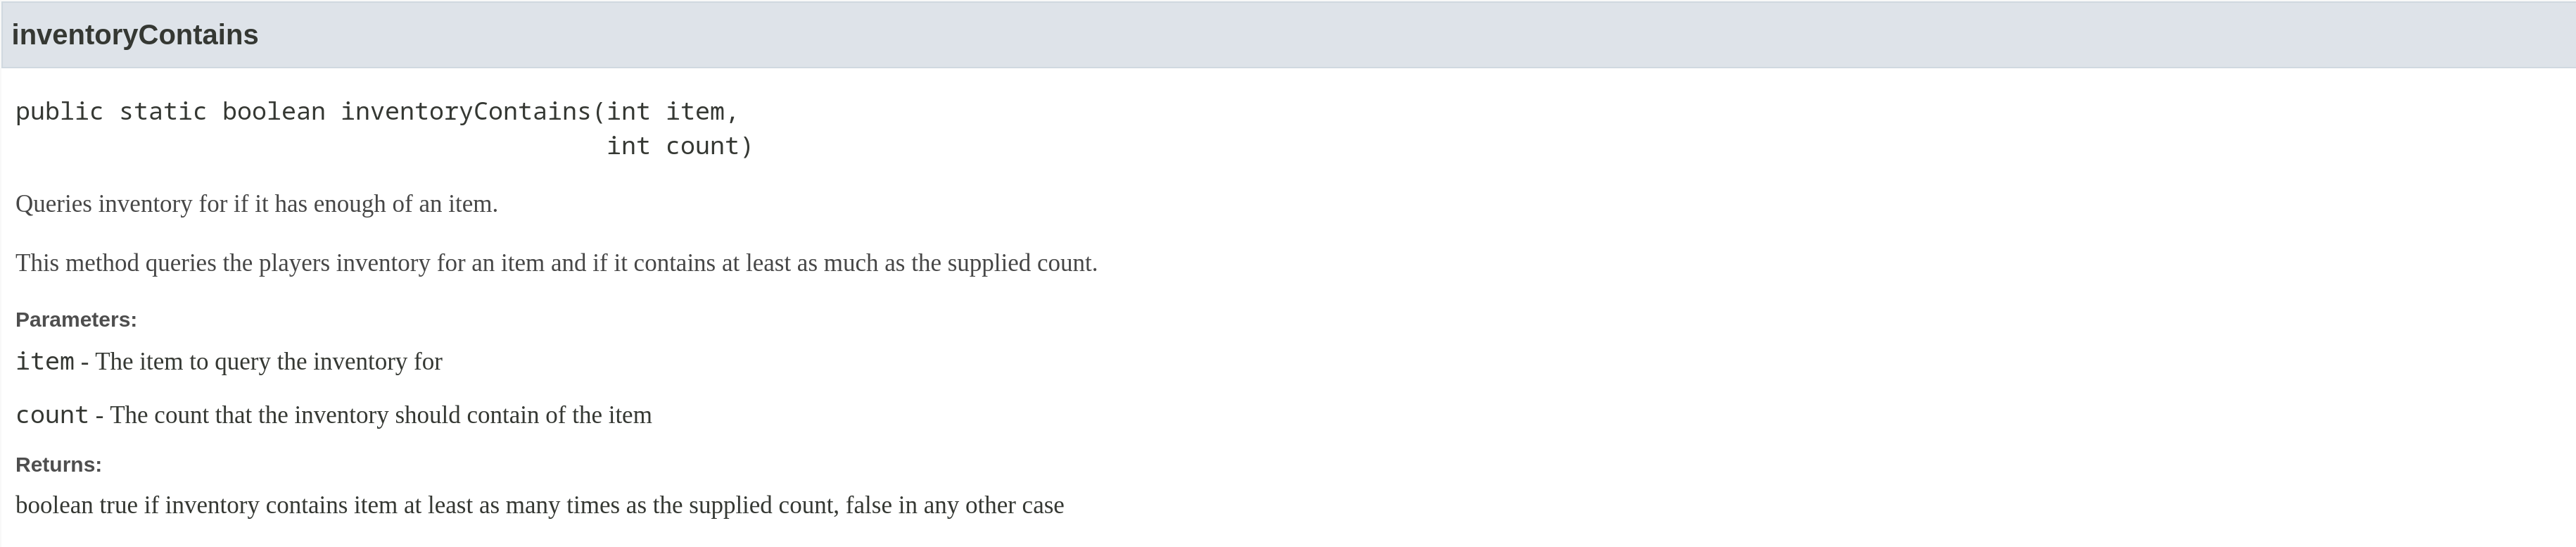 inventoryContains
public static boolean inventoryContains(int item,
int count)
Queries inventory for if it has enough of an item.
This method queries the players inventory for an item and if it contains at least as much as the supplied count.
Parameters:
item - The item to query the inventory for
count - The count that the inventory should contain of the item
Returns:
boolean true if inventory contains item at least as many times as the supplied count, false in any other case